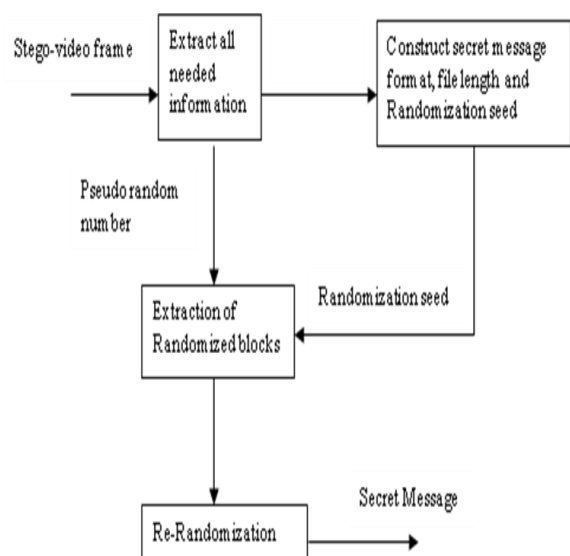 Stego-video frame
Extract all
needed
information
Construct secret message
format, file length and
Randomization seed
Pseudo random
number
Extraction of
Randomized blocks
Randomization seed
Secret Message
Re-Randomization